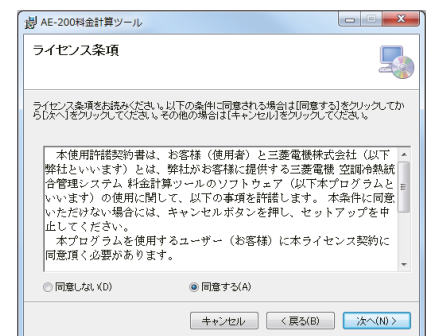 AE-200料金計算ツール
ライセンス条項
ライセンス条項をお読みください。以下の条件に同意される場合は[同意する]をクリックしてか
ら[次へ]をクリックしてください。その他の場合は[キャンセル]をクリックしてください。
本使用許諾契約書は、お客様（使用者）と三菱電機株式会社（以下
弊社といいます）とは、弊社がお客様に提供する三菱電機 空調冷熱統
合管理システム 料金計算ツールのソフトウェア（以下本プログラムと
いいます）の使用に関して、以下の事項を許諾します。 本条件に同意
いただけない場合には、キャンセルボタンを押し、セットアップを中
止してください。
本プログラムを使用するユーザー（お客様）に本ライセンス契約に
同意頂く必要があります。
同意しない(D)
同意する(A)
キャンセル
< 戻る(B)
次へ(N) >